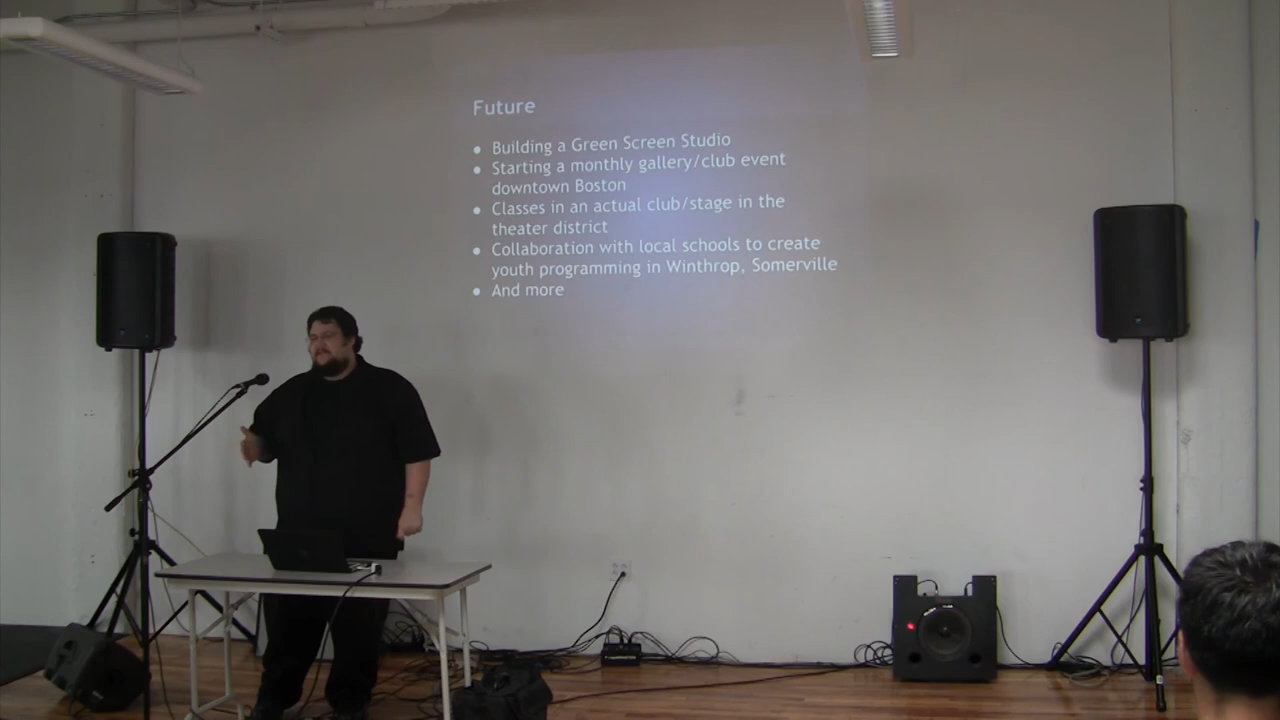 Future
• Building a Green Screen Studio
• Starting a monthly gallery/club event
downtown Boston
• Classes in an actual club/stage in the
theater district
• Collaboration with local schools to create
youth programming in Winthrop, Somerville
• And more